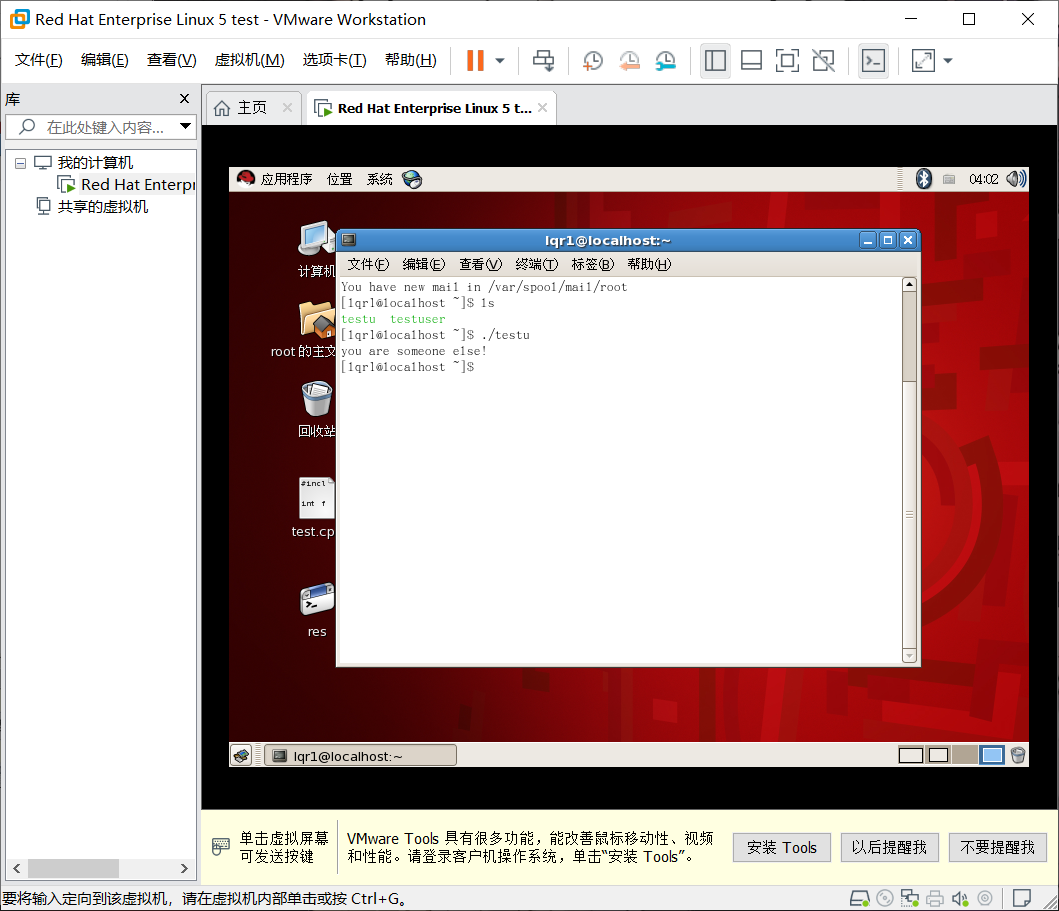 Red Hat Enterprise Linux 5 test - VMware Workstation
文件(F) 编辑(E) 查看(V) 虚拟机(M) 选项卡(T) 帮助(H)
库
在此处键入内容...
我的计算机
Red Hat Enterpr
共享的虚拟机
主页
Red Hat Enterprise Linux 5 t...
应用程序 位置 系统
04:02
计算机
root 的主文
回收站
#incl
int f
test.cp
res
lqr1@localhost:~
文件(F) 编辑(E) 查看(V) 终端(T) 标签(B) 帮助(H)
You have new mail in /var/spool/mail/root
[lqr1@localhost ~]$ ls
testu testuser
[lqr1@localhost ~]$ ./testu
you are someone else!
[lqr1@localhost ~]$
lqr1@localhost:~
单击虚拟屏幕
可发送按键
VMware Tools 具有很多功能，能改善鼠标移动性、视频
和性能。请登录客户机操作系统，单击“安装 Tools”。
安装 Tools
以后提醒我
不要提醒我
要将输入定向到该虚拟机，请在虚拟机内部单击或按 Ctrl+G。